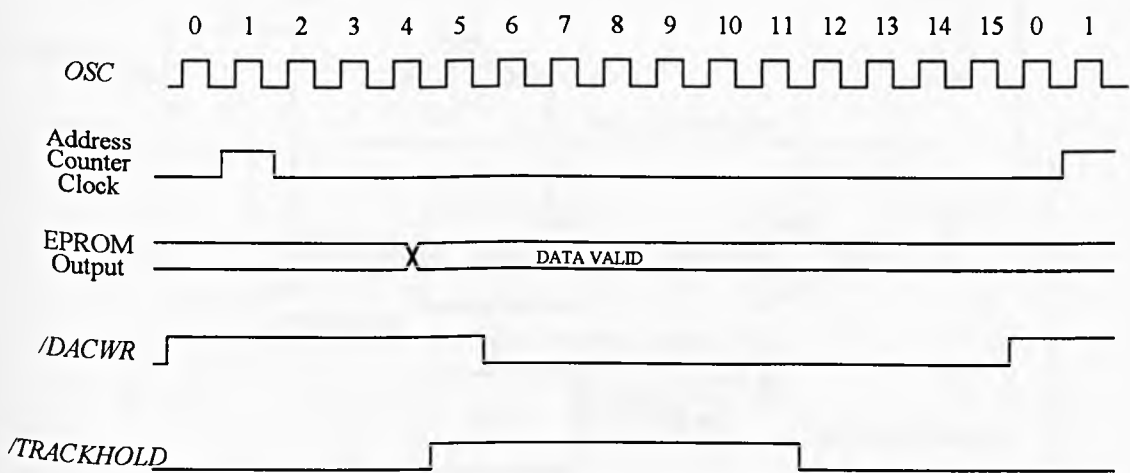 0 1 2 3 4 5 6 7 8 9 10 11 12 13 14 15 0 1
OSC
Address
Counter
Clock
EPROM
Output
DATA VALID
/DACWR
/TRACKHOLD